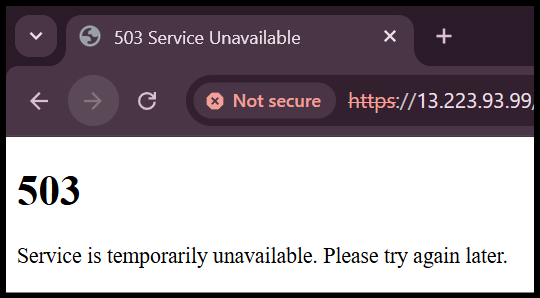 503 Service Unavailable
Not secure https://13.223.93.99/
503
Service is temporarily unavailable. Please try again later.